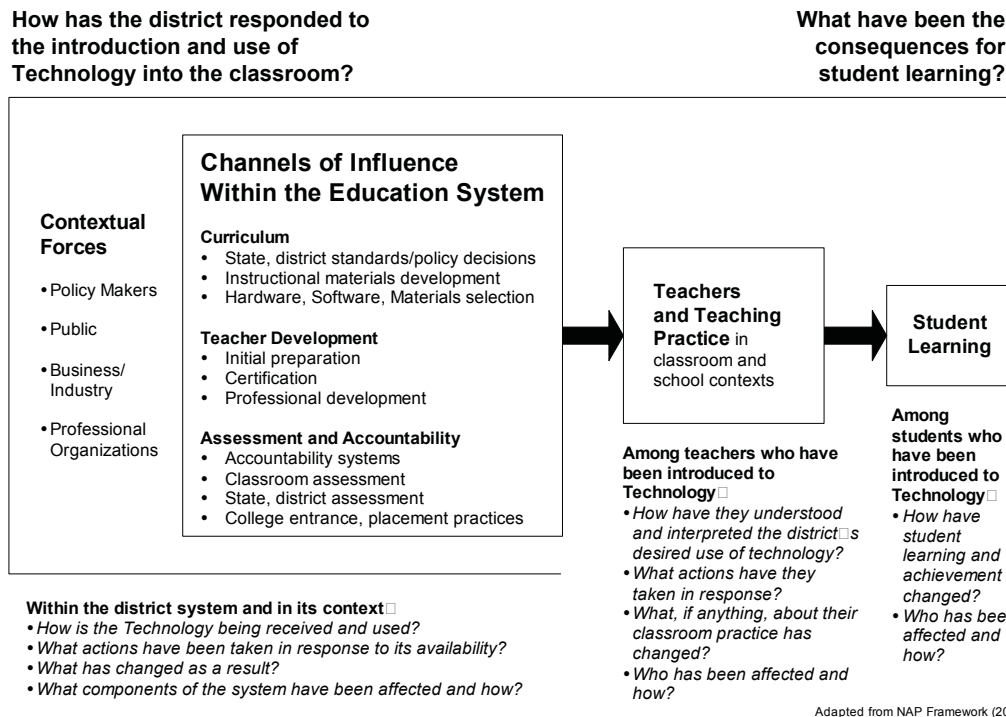 How has the district responded to
the introduction and use of
Technology into the classroom?
What have been the
consequences for
student learning?
Contextual
Forces
• Policy Makers
• Public
• Business/
Industry
• Professional
Organizations
Channels of Influence
Within the Education System
Curriculum
• State, district standards/policy decisions
• Instructional materials development
• Hardware, Software, Materials selection
Teacher Development
• Initial preparation
• Certification
• Professional development
Assessment and Accountability
• Accountability systems
• Classroom assessment
• State, district assessment
• College entrance, placement practices
Teachers
and Teaching
Practice in
classroom and
school contexts
Student
Learning
Within the district system and in its context□
• How is the Technology being received and used?
• What actions have been taken in response to its availability?
• What has changed as a result?
• What components of the system have been affected and how?
Among teachers who have
been introduced to
Technology□
• How have they understood
and interpreted the district□s
desired use of technology?
• What actions have they
taken in response?
• What, if anything, about their
classroom practice has
changed?
• Who has been affected and
how?
Among
students who
have been
introduced to
Technology□
• How have
student
learning and
achievement
changed?
• Who has bee
affected and
how?
Adapted from NAP Framework (20